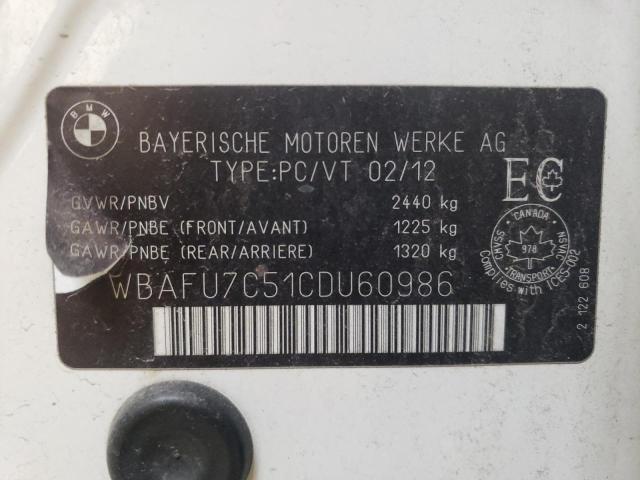 BMW
BAYERISCHE MOTOREN WERKE AG
TYPE:PC/VT 02/12
EC
GVWR/PNBV 2440 kg
GAWR/PNBE (FRONT/AVANT) 1225 kg
GAWR/PNBE (REAR/ARRIERE) 1320 kg
CANADA
CMVSS
NSVAC
978
TRANSPORT
Complies with ICES-002
WBAFU7C51CDU60986
2 122 608